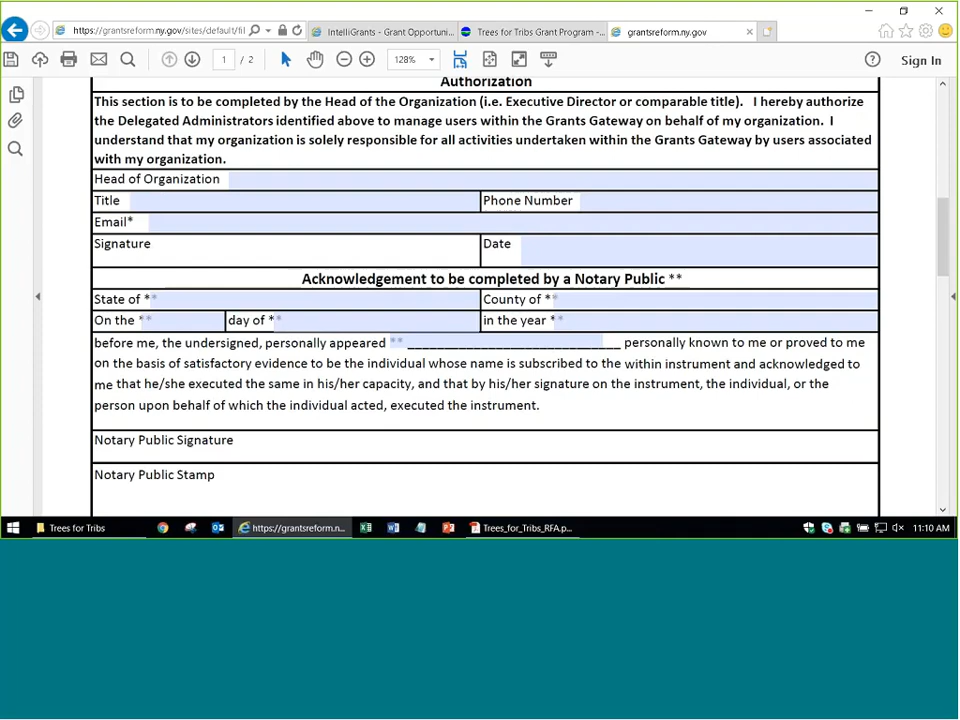 https://grantsreform.ny.gov/sites/default/fil
IntelliGrants - Grant Opportuni...
Trees for Tribs Grant Program -...
grantsreform.ny.gov
1 / 2
128%
Sign In
Authorization
This section is to be completed by the Head of the Organization (i.e. Executive Director or comparable title). I hereby authorize
the Delegated Administrators identified above to manage users within the Grants Gateway on behalf of my organization. I
understand that my organization is solely responsible for all activities undertaken within the Grants Gateway by users associated
with my organization.
Head of Organization
Title Phone Number
Email*
Signature Date
Acknowledgement to be completed by a Notary Public **
State of ** County of **
On the ** day of ** in the year **
before me, the undersigned, personally appeared ** ______________________________ personally known to me or proved to me
on the basis of satisfactory evidence to be the individual whose name is subscribed to the within instrument and acknowledged to
me that he/she executed the same in his/her capacity, and that by his/her signature on the instrument, the individual, or the
person upon behalf of which the individual acted, executed the instrument.
Notary Public Signature
Notary Public Stamp
Trees for Tribs
https://grantsreform.n...
Trees_for_Tribs_RFA.p...
11:10 AM